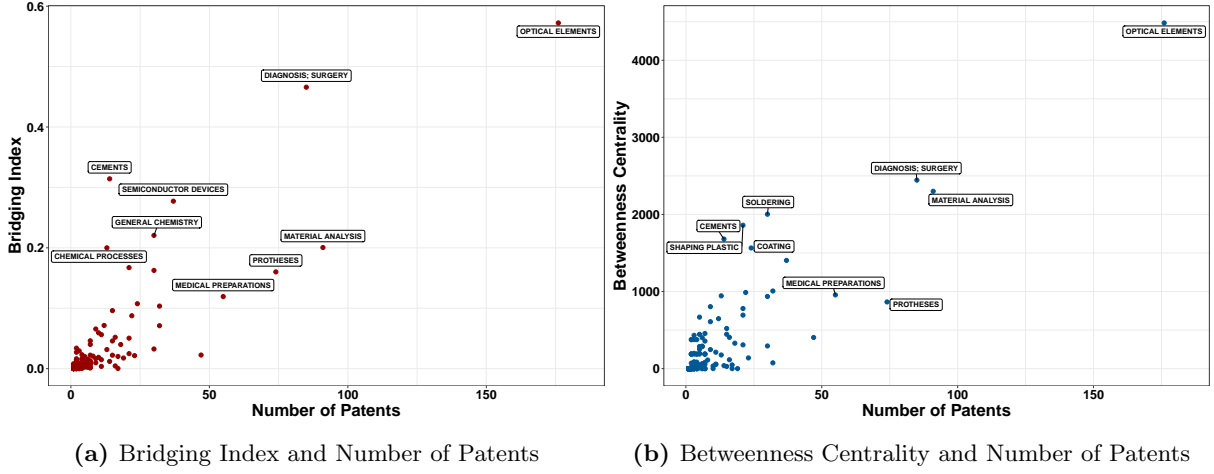 0.6
0.4
0.2
0.0
Bridging Index
OPTICAL ELEMENTS
DIAGNOSIS; SURGERY
CEMENTS
SEMICONDUCTOR DEVICES
GENERAL CHEMISTRY
MATERIAL ANALYSIS
CHEMICAL PROCESSES
PROTHESES
MEDICAL PREPARATIONS
0 50 100 150
Number of Patents
(a) Bridging Index and Number of Patents
4000
3000
2000
1000
0
Betweenness Centrality
OPTICAL ELEMENTS
DIAGNOSIS; SURGERY
MATERIAL ANALYSIS
SOLDERING
CEMENTS
SHAPING PLASTIC
COATING
MEDICAL PREPARATIONS
PROTHESES
0 50 100 150
Number of Patents
(b) Betweenness Centrality and Number of Patents